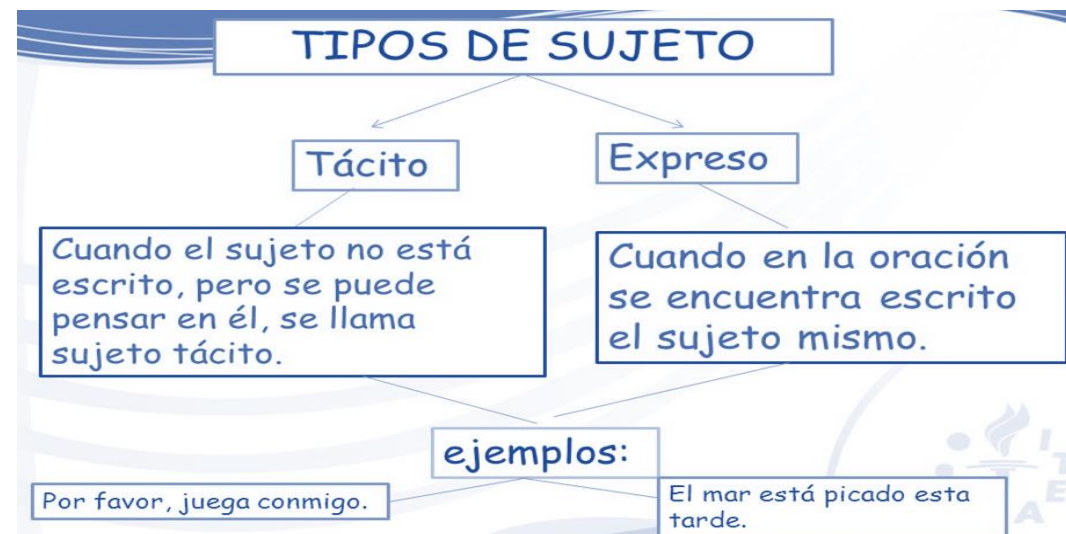 TIPOS DE SUJETO
Tácito
Expreso
Cuando el sujeto no está
escrito, pero se puede
pensar en él, se llama
sujeto tácito.
Cuando en la oración
se encuentra escrito
el sujeto mismo.
ejemplos:
Por favor, juega conmigo.
El mar está picado esta
tarde.
I
T
E
A